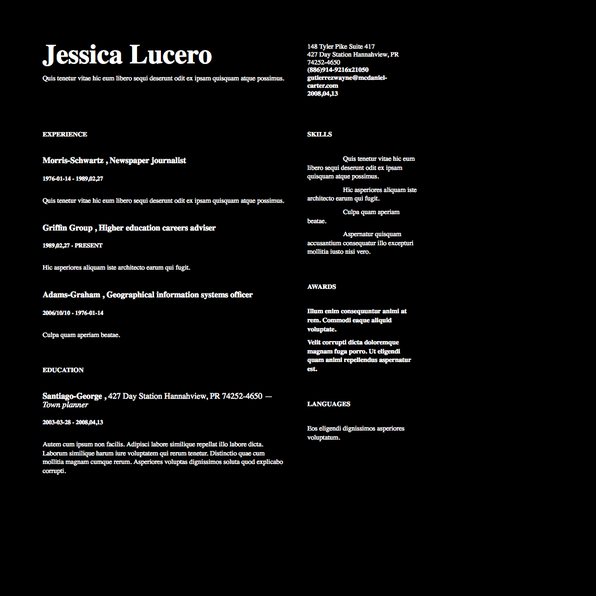 Jessica Lucero
Quis tenetur vitae hic eum libero sequi deserunt odit ex ipsam quisquam atque possimus.
148 Tyler Pike Suite 417
427 Day Station Hannahview, PR
74252-4650
(886)914-9216x21050
gutierrezwayne@mcdaniel-
carter.com
2008,04,13
EXPERIENCE
Morris-Schwartz , Newspaper journalist
1976-01-14 - 1989,02,27
Quis tenetur vitae hic eum libero sequi deserunt odit ex ipsam quisquam atque possimus.
Griffin Group , Higher education careers adviser
1989,02,27 - PRESENT
Hic asperiores aliquam iste architecto earum qui fugit.
Adams-Graham , Geographical information systems officer
2006/10/10 - 1976-01-14
Culpa quam aperiam beatae.
EDUCATION
Santiago-George , 427 Day Station Hannahview, PR 74252-4650 —
Town planner
2003-03-28 - 2008,04,13
Autem cum ipsum non facilis. Adipisci labore similique repellat illo labore dicta.
Laborum similique harum iure voluptatem qui rerum tenetur. Distinctio quae cum
mollitia magnam cumque rerum. Asperiores voluptas dignissimos soluta quod explicabo
corrupti.
SKILLS
Quis tenetur vitae hic eum
libero sequi deserunt odit ex ipsam
quisquam atque possimus.
Hic asperiores aliquam iste
architecto earum qui fugit.
Culpa quam aperiam
beatae.
Aspernatur quisquam
accusantium consequatur illo excepturi
mollitia iusto nisi vero.
AWARDS
Illum enim consequuntur animi at
rem. Commodi eaque aliquid
voluptate.
Velit corrupti dicta doloremque
magnam fuga porro. Ut eligendi
quam animi repellendus aspernatur
est.
LANGUAGES
Eos eligendi dignissimos asperiores
voluptatum.